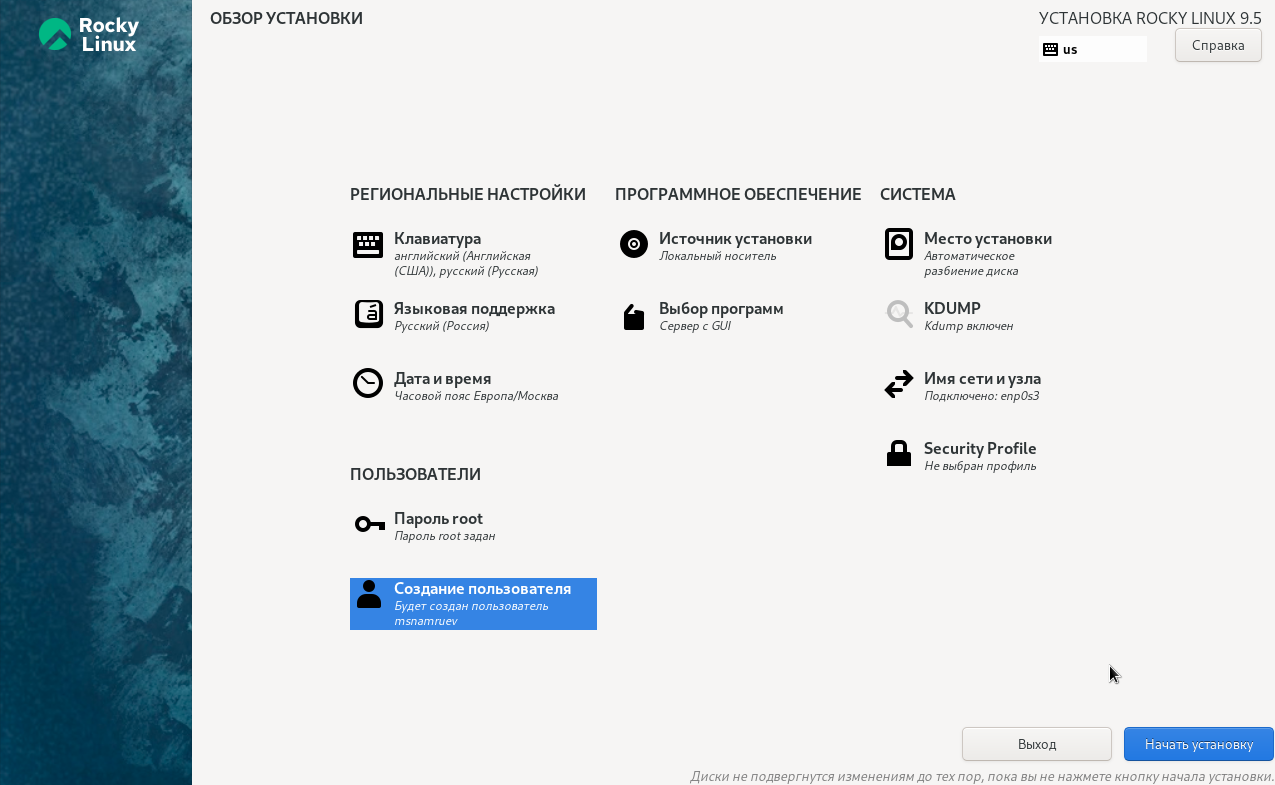 Rocky
Linux
ОБЗОР УСТАНОВКИ
УСТАНОВКА ROCKY LINUX 9.5
us
Справка
РЕГИОНАЛЬНЫЕ НАСТРОЙКИ
Клавиатура
английский (Английская
(США)), русский (Русская)
Языковая поддержка
Русский (Россия)
Дата и время
Часовой пояс Европа/Москва
ПРОГРАММНОЕ ОБЕСПЕЧЕНИЕ
Источник установки
Локальный носитель
Выбор программ
Сервер с GUI
СИСТЕМА
Место установки
Автоматическое
разбиение диска
KDUMP
Kdump включен
Имя сети и узла
Подключено: enp0s3
Security Profile
Не выбран профиль
ПОЛЬЗОВАТЕЛИ
Пароль root
Пароль root задан
Создание пользователя
Будет создан пользователь
msnamruev
Выход
Начать установку
Диски не подвергнутся изменениям до тех пор, пока вы не нажмете кнопку начала установки.